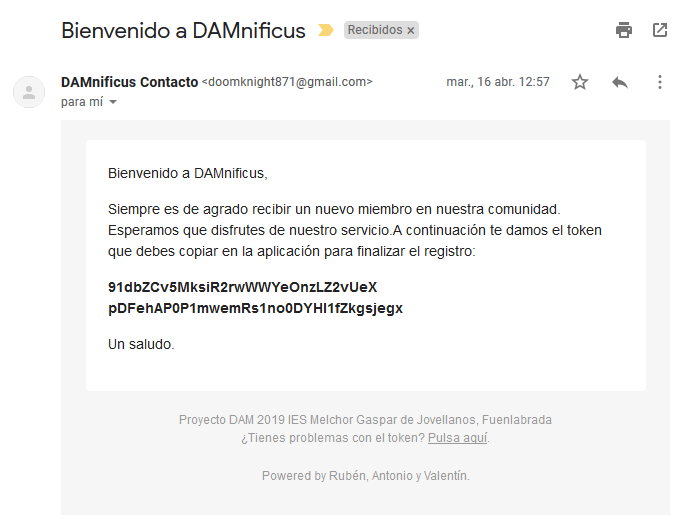 Bienvenido a DAMnificus Recibidos x
DAMnificus Contacto <doomknight871@gmail.com> mar., 16 abr. 12:57
para mí
Bienvenido a DAMnificus,
Siempre es de agrado recibir un nuevo miembro en nuestra comunidad.
Esperamos que disfrutes de nuestro servicio.A continuación te damos el token
que debes copiar en la aplicación para finalizar el registro:
91dbZCv5MksiR2rwWWYeOnzLZ2vUeX
pDFehAP0P1mwemRs1no0DYHI1fZkgsjegx
Un saludo.
Proyecto DAM 2019 IES Melchor Gaspar de Jovellanos, Fuenlabrada
¿Tienes problemas con el token? Pulsa aquí.
Powered by Rubén, Antonio y Valentín.